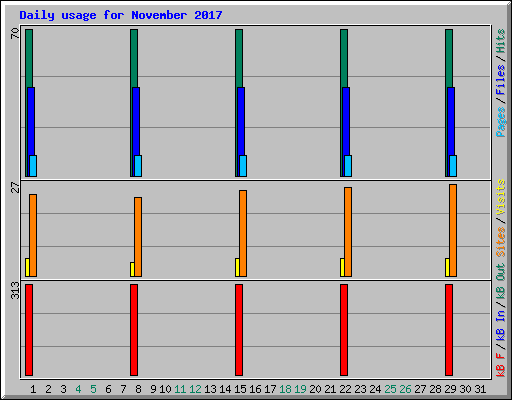 Daily usage for November 2017
70
Pages / Files / Hits
27
Sites / Visits
313
kB F / kB In / kB Out
1 2 3 4 5 6 7 8 9 10 11 12 13 14 15 16 17 18 19 20 21 22 23 24 25 26 27 28 29 30 31